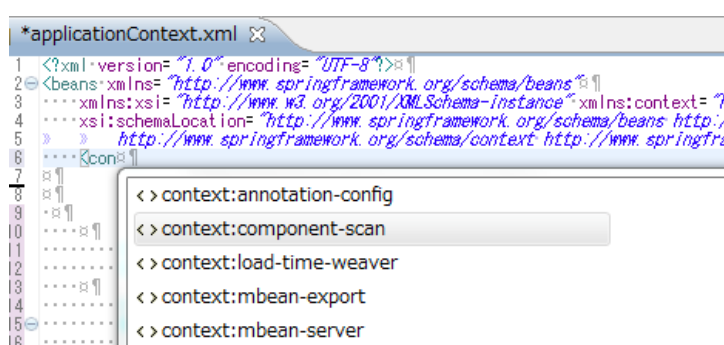 *applicationContext.xml
1 <?xml version="1.0" encoding="UTF-8"?>
2 <beans xmlns="http://www.springframework.org/schema/beans"
3 xmlns:xsi="http://www.w3.org/2001/XMLSchema-instance" xmlns:context="
4 xsi:schemaLocation="http://www.springframework.org/schema/beans http:/
5 http://www.springframework.org/schema/context http://www.springfra
6 <con
7
8
9
10
11
12
13
14
15
16
context:annotation-config
context:component-scan
context:load-time-weaver
context:mbean-export
context:mbean-server